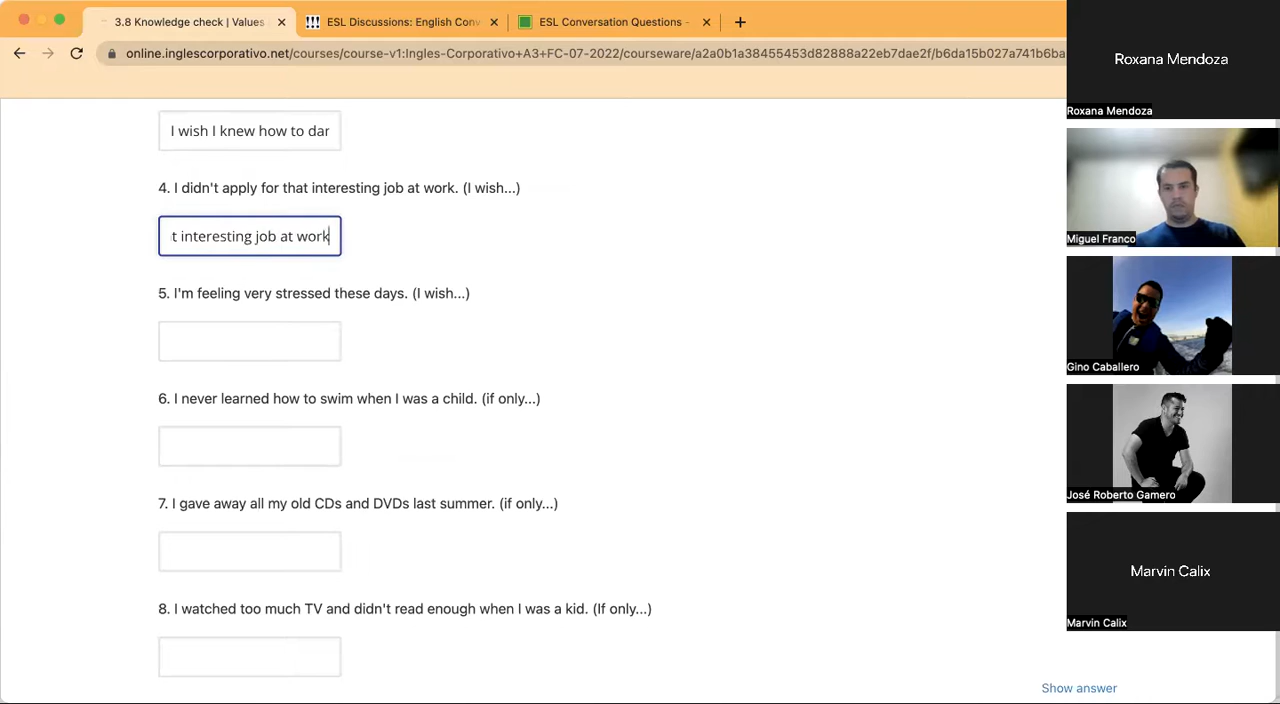 3.8 Knowledge check | Values
ESL Discussions: English Conv
ESL Conversation Questions -
online.inglescorporativo.net/courses/course-v1:Ingles-Corporativo+A3+FC-07-2022/courseware/a2a0b1a38455453d82888a22eb7dae2f/b6da15b027a741b6ba
I wish I knew how to dar
4. I didn't apply for that interesting job at work. (I wish...)
t interesting job at work
5. I'm feeling very stressed these days. (I wish...)
6. I never learned how to swim when I was a child. (if only...)
7. I gave away all my old CDs and DVDs last summer. (if only...)
8. I watched too much TV and didn't read enough when I was a kid. (If only...)
Show answer
Roxana Mendoza
Roxana Mendoza
Miguel Franco
Gino Caballero
José Roberto Gamero
Marvin Calix
Marvin Calix